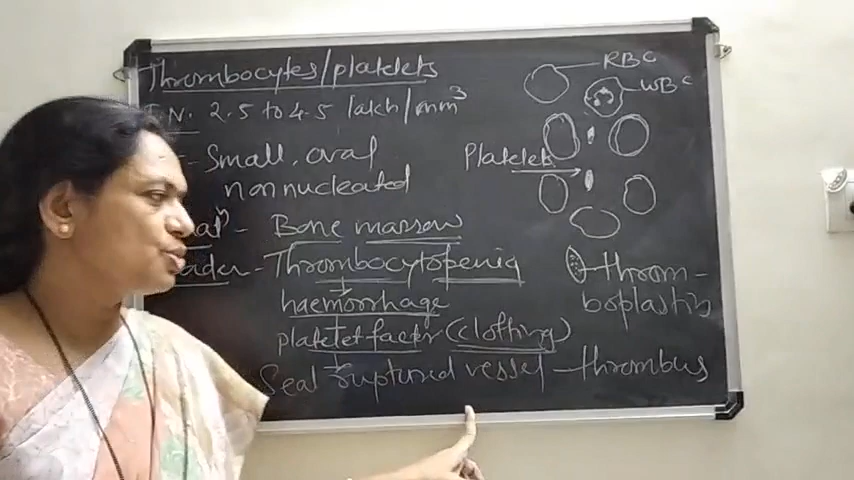 Thrombocytes/platelets
T.N. 2.5 to 4.5 lakh/mm³
- Small, oval
non nucleated
- Bone marrow
- Thrombocytopenia
haemorrhage
platelet factor (clotting)
Seal ruptured vessel - thrombus
RBC
WBC
Platelets
throm-
boplastin